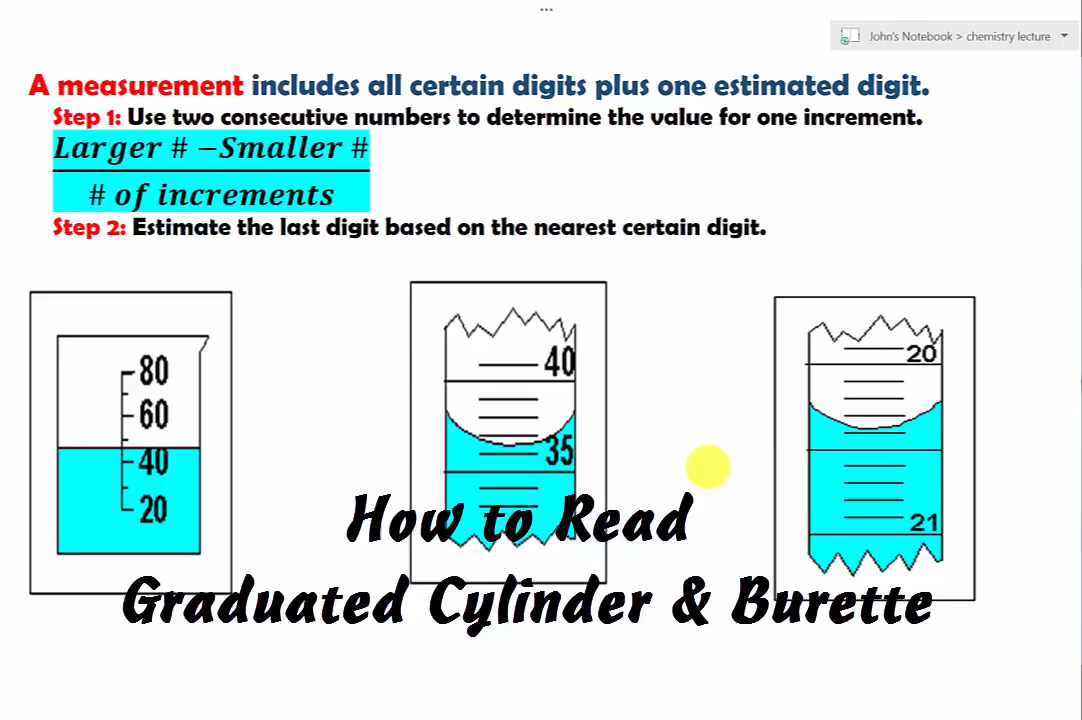 ...
John's Notebook > chemistry lecture
A measurement includes all certain digits plus one estimated digit.
Step 1: Use two consecutive numbers to determine the value for one increment.
Larger # −Smaller #
# of increments
Step 2: Estimate the last digit based on the nearest certain digit.
80
60
40
20
40
35
20
21
How to Read
Graduated Cylinder & Burette